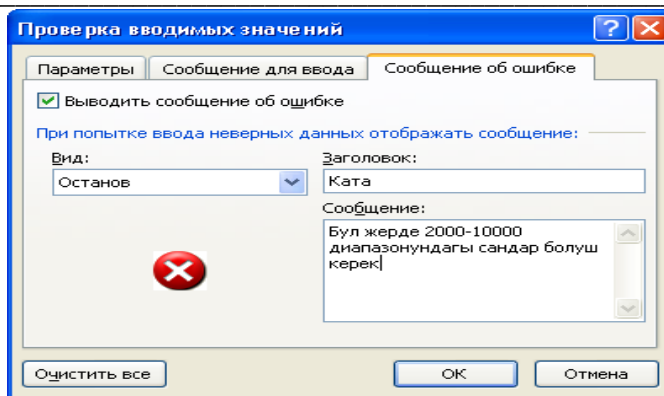 Проверка вводимых значений
Параметры Сообщение для ввода Сообщение об ошибке
Выводить сообщение об ошибке
При попытке ввода неверных данных отображать сообщение:
Вид: Заголовок:
Останов Ката
Сообщение:
Бул жерде 2000-10000
диапазонундагы сандар болуш
керек
Очистить все ОК Отмена